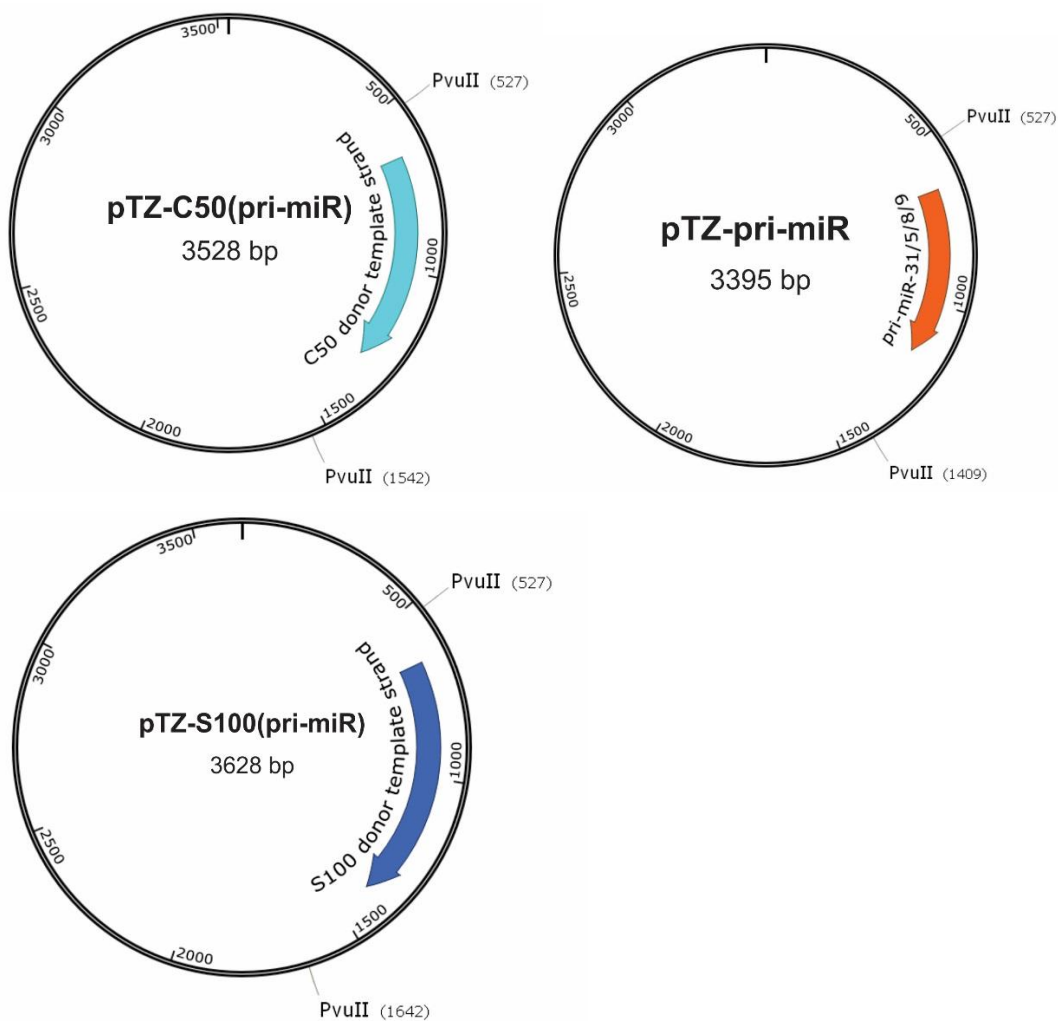 3500
500
1000
1500
2000
2500
3000
PvuII (527)
C50 donor template strand
pTZ-C50(pri-miR)
3528 bp
PvuII (1542)
500
1000
1500
2000
2500
3000
PvuII (527)
pri-miR-31/5/8/9
pTZ-pri-miR
3395 bp
PvuII (1409)
3500
500
1000
1500
2000
2500
3000
PvuII (527)
S100 donor template strand
pTZ-S100(pri-miR)
3628 bp
PvuII (1642)